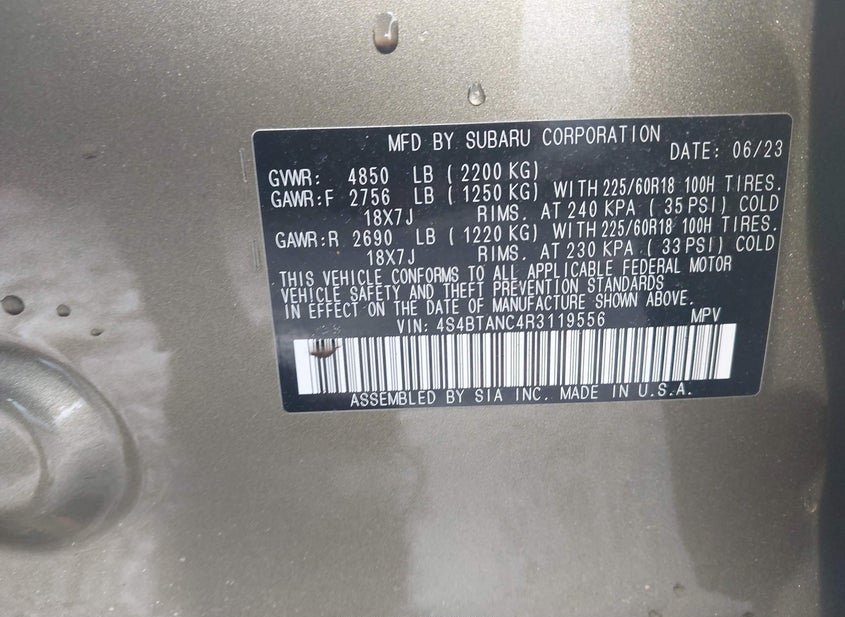 MFD BY SUBARU CORPORATION
DATE: 06/23
GVWR: 4850 LB ( 2200 KG)
GAWR:F 2756 LB ( 1250 KG) WITH 225/60R18 100H TIRES.
18X7J RIMS. AT 240 KPA ( 35 PSI) COLD
GAWR:R 2690 LB ( 1220 KG) WITH 225/60R18 100H TIRES.
18X7J RIMS. AT 230 KPA ( 33 PSI) COLD
THIS VEHICLE CONFORMS TO ALL APPLICABLE FEDERAL MOTOR
VEHICLE SAFETY AND THEFT PREVENTION STANDARDS
IN EFFECT ON THE DATE OF MANUFACTURE SHOWN ABOVE.
VIN: 4S4BTANC4R3119556 MPV
ASSEMBLED BY SIA INC. MADE IN U.S.A.